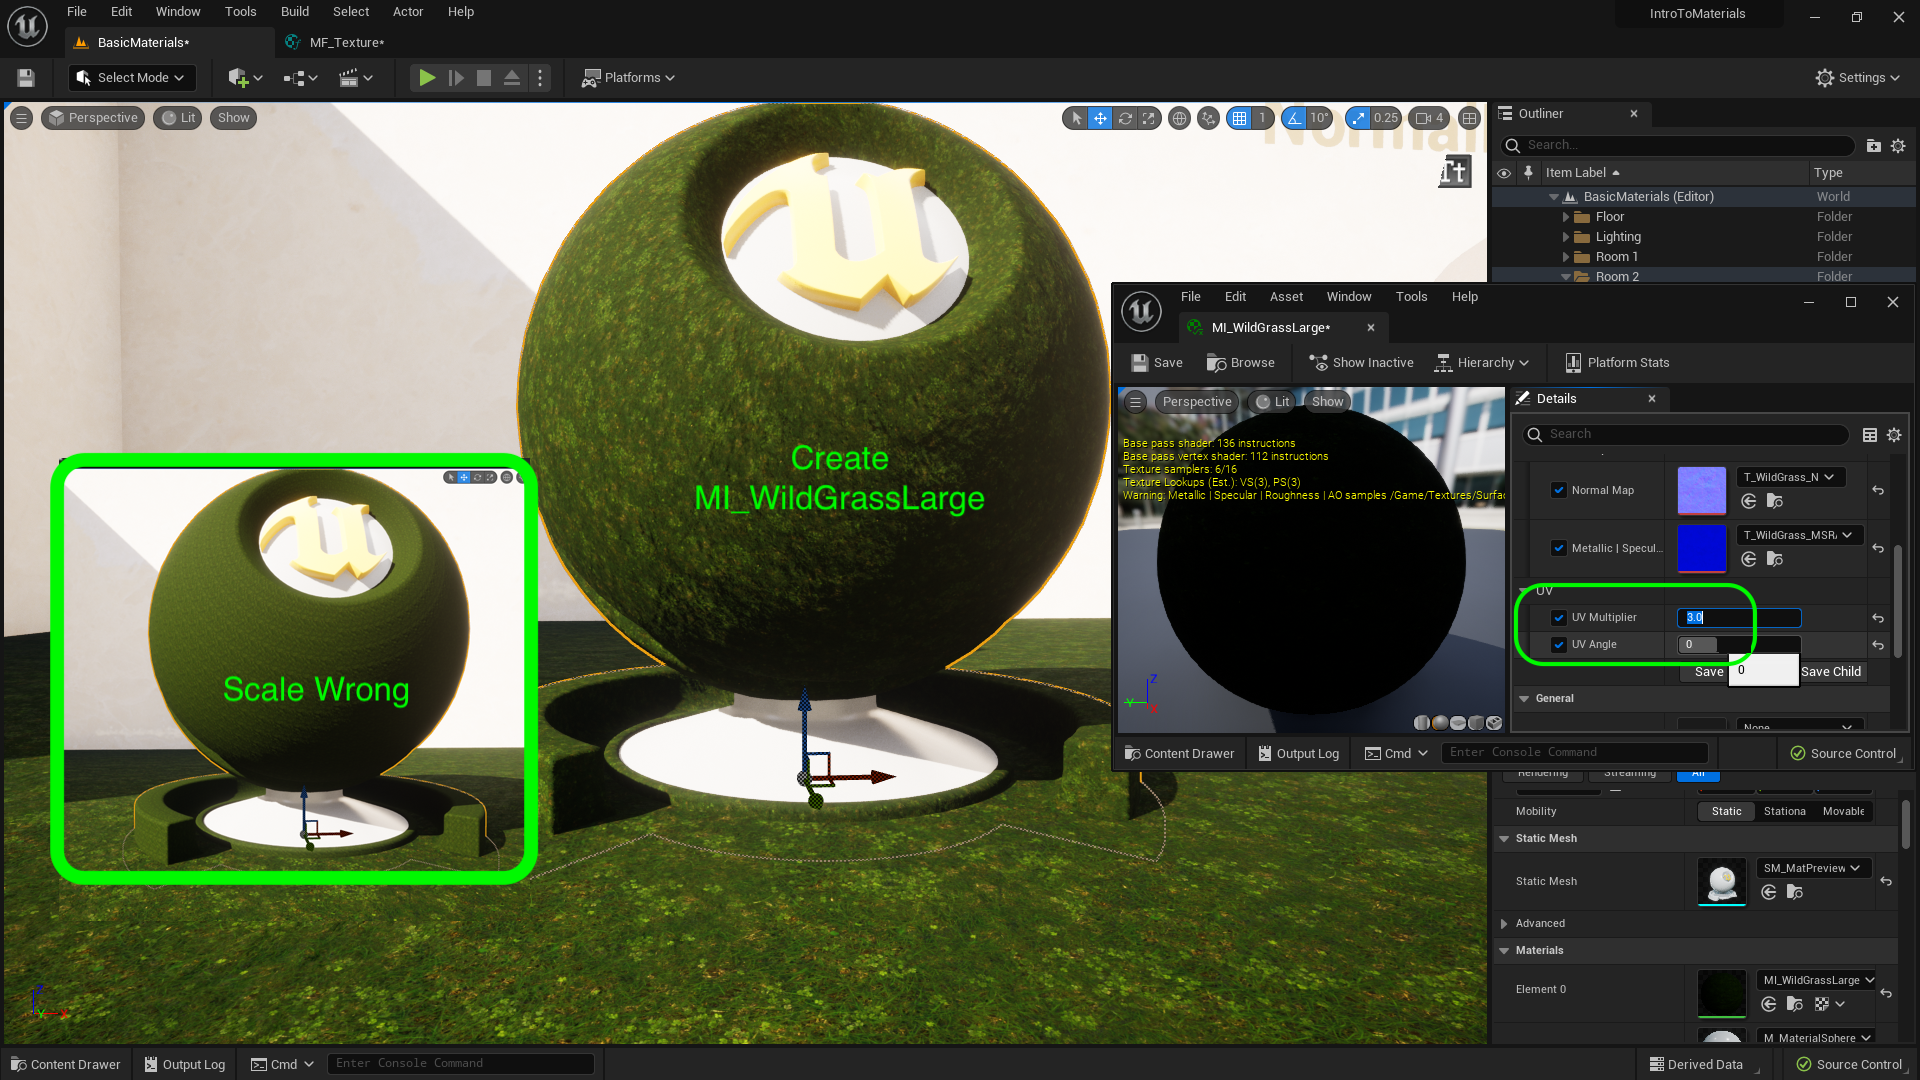 File Edit Window Tools Build Select Actor Help
IntroToMaterials
BasicMaterials* MF_Texture*
Select Mode
Platforms
Settings
Perspective Lit Show
1 10° 0.25 4
It
Outliner
Search...
Item Label Type
BasicMaterials (Editor) World
Floor Folder
Lighting Folder
Room 1 Folder
Room 2 Folder
File Edit Asset Window Tools Help
MI_WildGrassLarge*
Save Browse Show Inactive Hierarchy Platform Stats
Perspective Lit Show
Base pass shader: 136 instructions
Base pass vertex shader: 112 instructions
Texture samplers: 6/16
Texture Lookups (Est.): VS(3), PS(3)
Warning: Metallic | Specular | Roughness | AO samples /Game/Textures/Surfac
Details
Search
Normal Map T_WildGrass_N
Metallic | Specul... T_WildGrass_MSR
UV
UV Multiplier 3.0
UV Angle 0
0
Save Save Child
General
None
Z
Y
X
Content Drawer Output Log Cmd Enter Console Command Source Control
Create
MI_WildGrassLarge
Scale Wrong
Rendering Streaming All
Mobility Static Stationa Movable
Static Mesh
Static Mesh SM_MatPreview
Advanced
Materials
Element 0 MI_WildGrassLarge
M_MaterialSphere
Z
Y X
Content Drawer Output Log Cmd Enter Console Command Derived Data Source Control